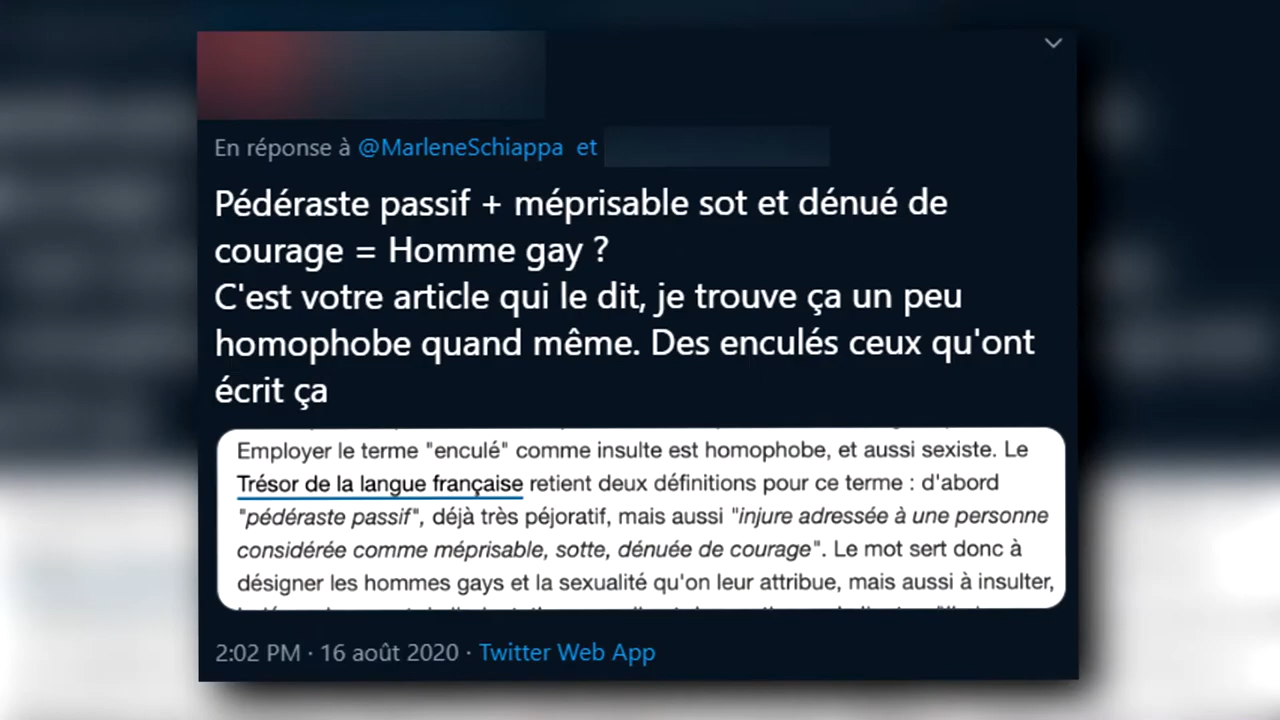 En réponse à @MarleneSchiappa et
Pédéraste passif + méprisable sot et dénué de
courage = Homme gay ?
C'est votre article qui le dit, je trouve ça un peu
homophobe quand même. Des enculés ceux qu'ont
écrit ça
Employer le terme "enculé" comme insulte est homophobe, et aussi sexiste. Le
Trésor de la langue française retient deux définitions pour ce terme : d'abord
"pédéraste passif", déjà très péjoratif, mais aussi "injure adressée à une personne
considérée comme méprisable, sotte, dénuée de courage". Le mot sert donc à
désigner les hommes gays et la sexualité qu'on leur attribue, mais aussi à insulter,
2:02 PM · 16 août 2020 · Twitter Web App